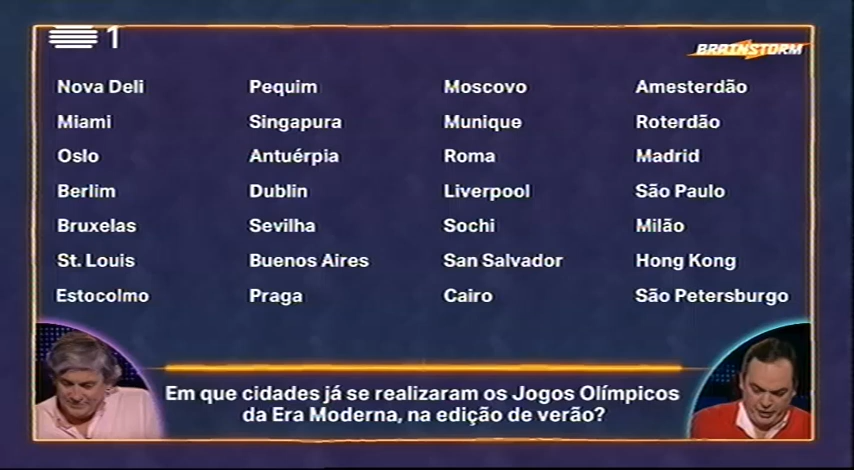 1
BRAINSTORM
Nova Deli Pequim Moscovo Amesterdão
Miami Singapura Munique Roterdão
Oslo Antuérpia Roma Madrid
Berlim Dublin Liverpool São Paulo
Bruxelas Sevilha Sochi Milão
St. Louis Buenos Aires San Salvador Hong Kong
Estocolmo Praga Cairo São Petersburgo
Em que cidades já se realizaram os Jogos Olímpicos
da Era Moderna, na edição de verão?